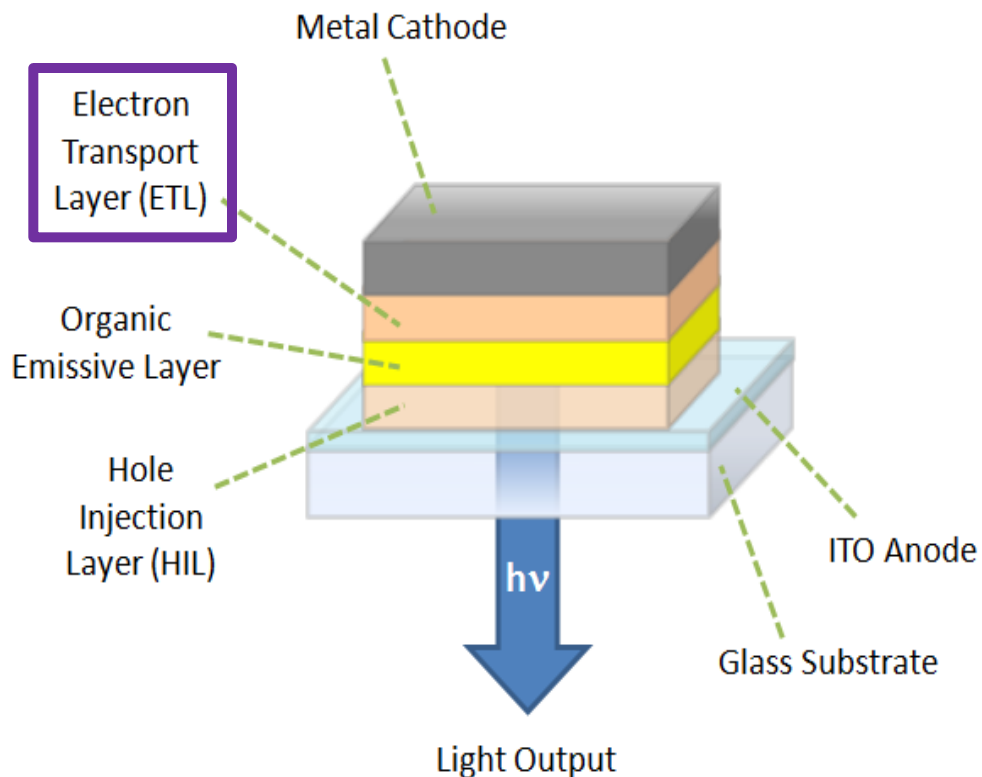 Metal Cathode
Electron
Transport
Layer (ETL)
Organic
Emissive Layer
Hole
Injection
Layer (HIL)
hν
ITO Anode
Glass Substrate
Light Output